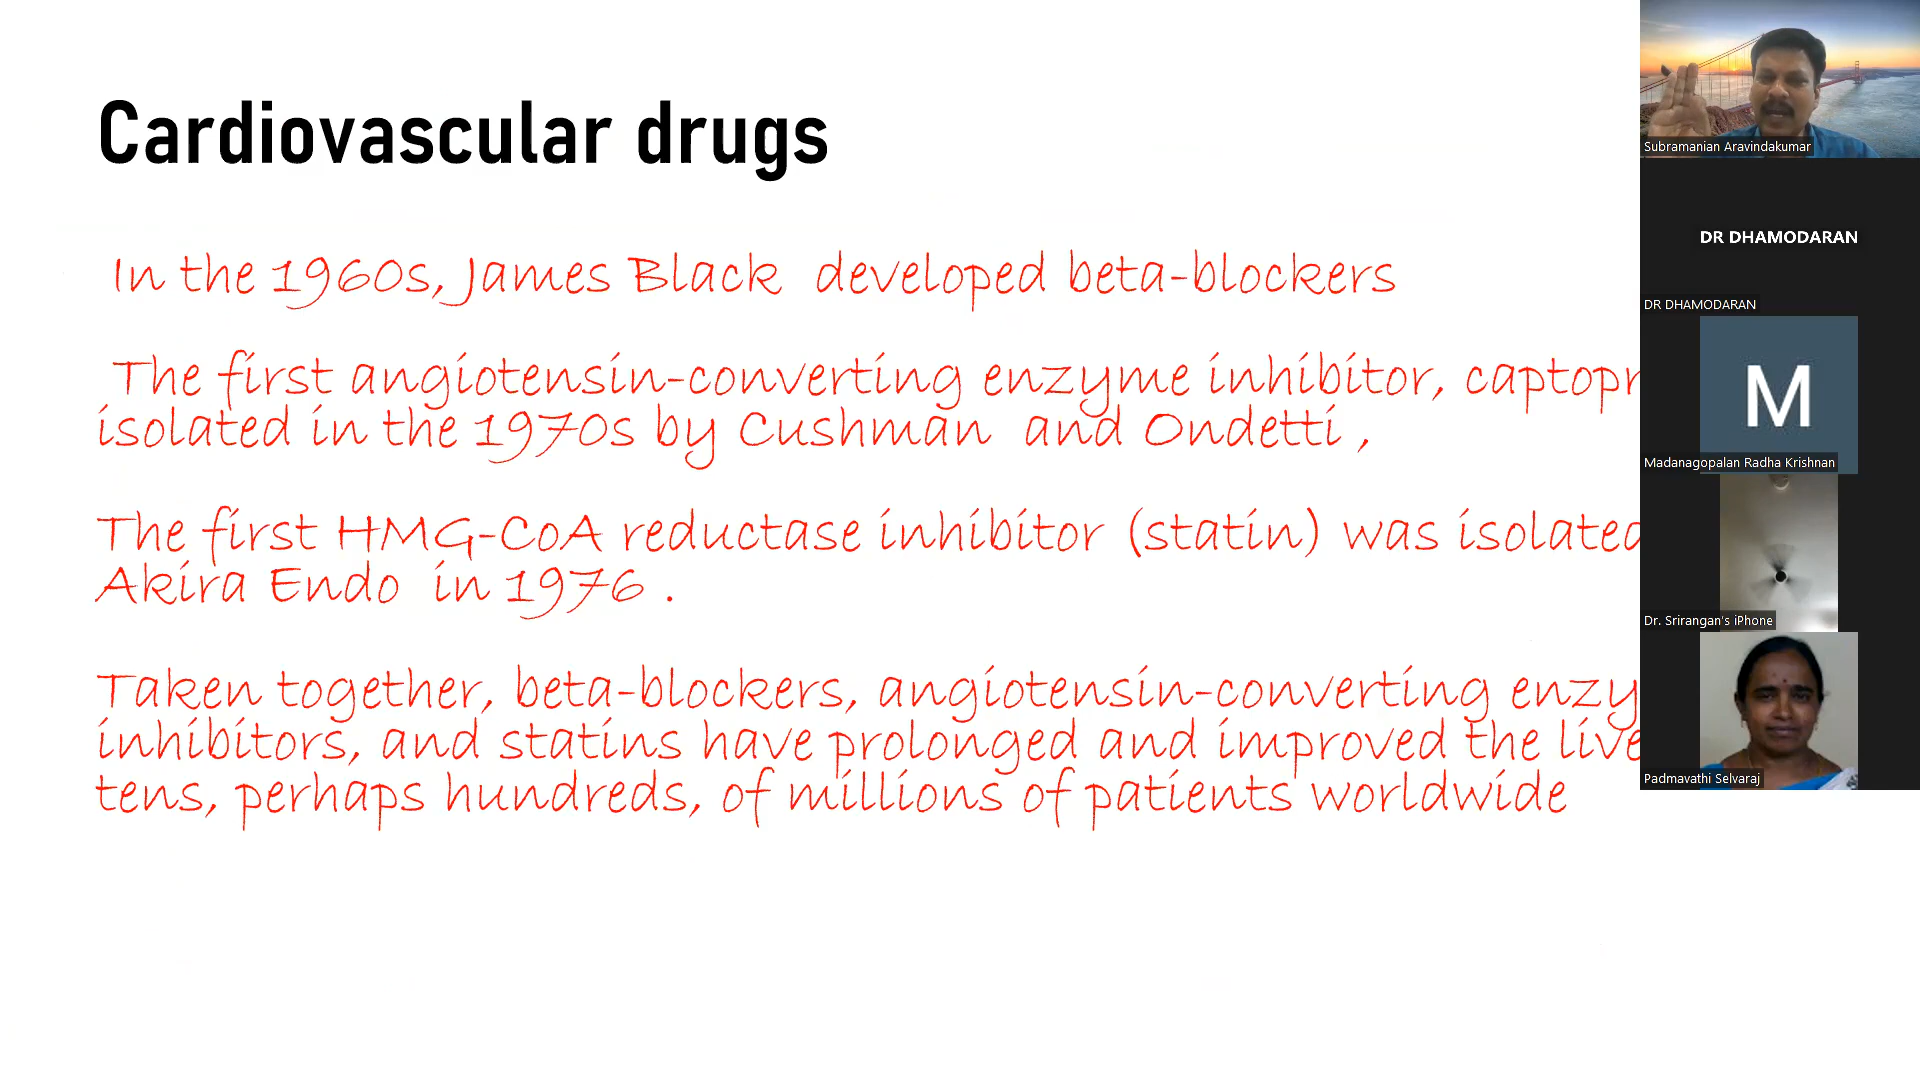 Cardiovascular drugs
In the 1960s, James Black developed beta-blockers
The first angiotensin-converting enzyme inhibitor,
isolated in the 1970s by Cushman and Ondetti ,
The first HMG-CoA reductase inhibitor (statin) was isolated
Akira Endo in 1976 .
Taken together, beta-blockers, angiotensin-converting
inhibitors, and statins have prolonged and improved the
tens, perhaps hundreds, of millions of patients worldwide
Subramanian Aravindakumar
DR DHAMODARAN
DR DHAMODARAN
M
Madanagopalan Radha Krishnan
Dr. Srirangan's iPhone
Padmavathi Selvaraj